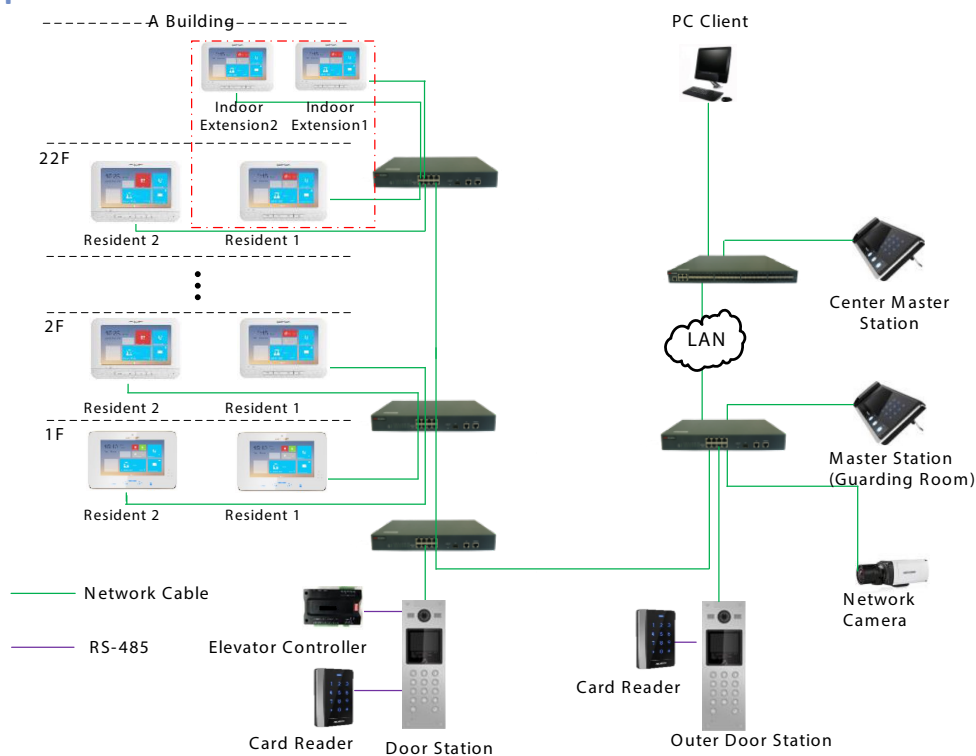 A Building
PC Client
Indoor
Extension2
Indoor
Extension1
22F
Resident 2
Resident 1
Center Master
Station
2F
LAN
Resident 2
Resident 1
1F
Master Station
(Guarding Room)
Resident 2
Resident 1
Network Cable
Network
Camera
RS-485
Elevator Controller
Card Reader
Card Reader
Door Station
Outer Door Station